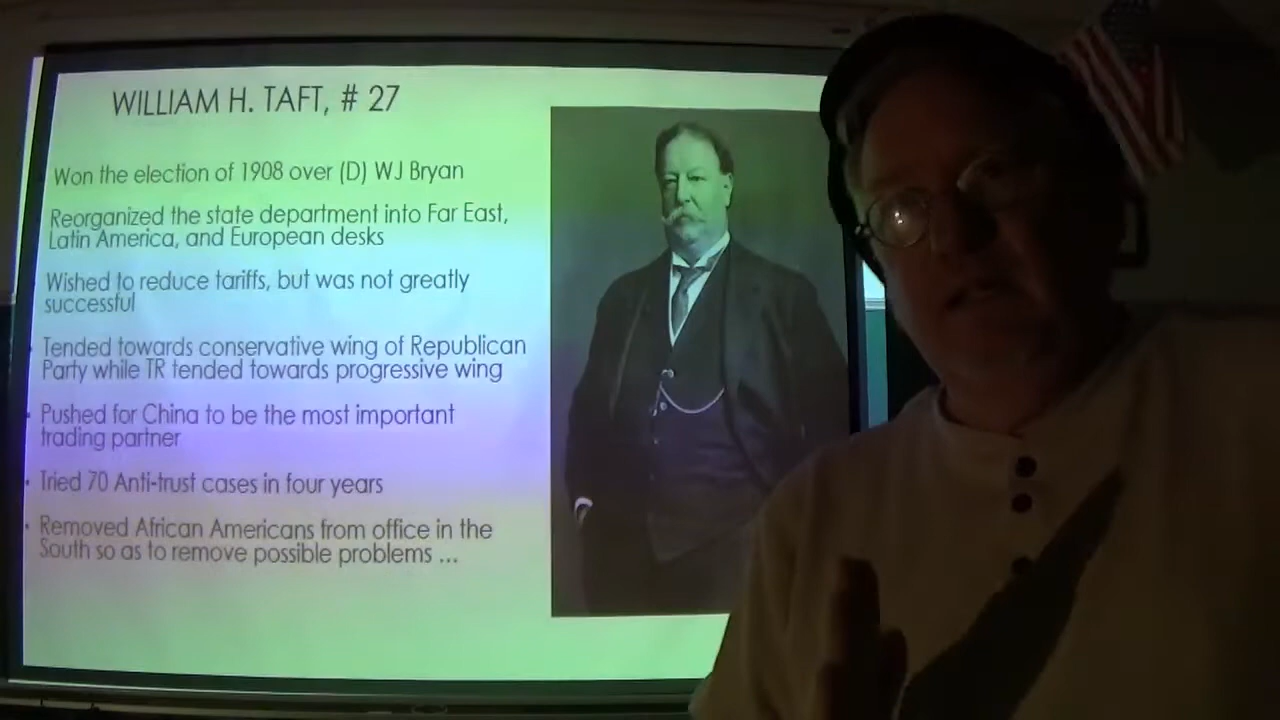 WILLIAM H. TAFT, # 27
Won the election of 1908 over (D) WJ Bryan
Reorganized the state department into Far East,
Latin America, and European desks
Wished to reduce tariffs, but was not greatly
successful
• Tended towards conservative wing of Republican
Party while TR tended towards progressive wing
• Pushed for China to be the most important
trading partner
• Tried 70 Anti-trust cases in four years
• Removed African Americans from office in the
South so as to remove possible problems ...